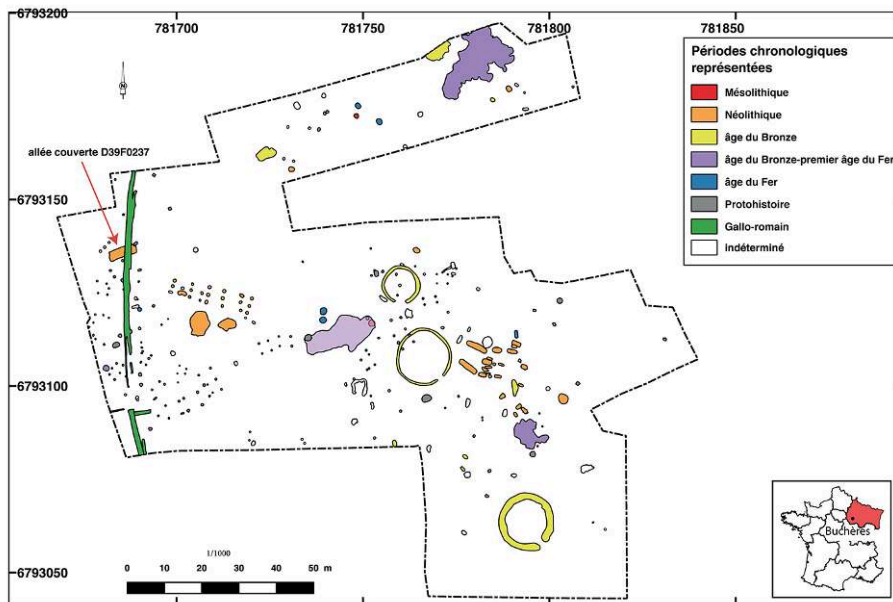 6793200
781700
781750
781800
781850
Périodes chronologiques
représentées
Mésolithique
Néolithique
âge du Bronze
âge du Bronze-premier âge du Fer
âge du Fer
Protohistoire
Gallo-romain
indéterminé
N
allée couverte D39F0237
6793150
6793100
6793050
1/1000
0 10 20 30 40 50 m
Buchères